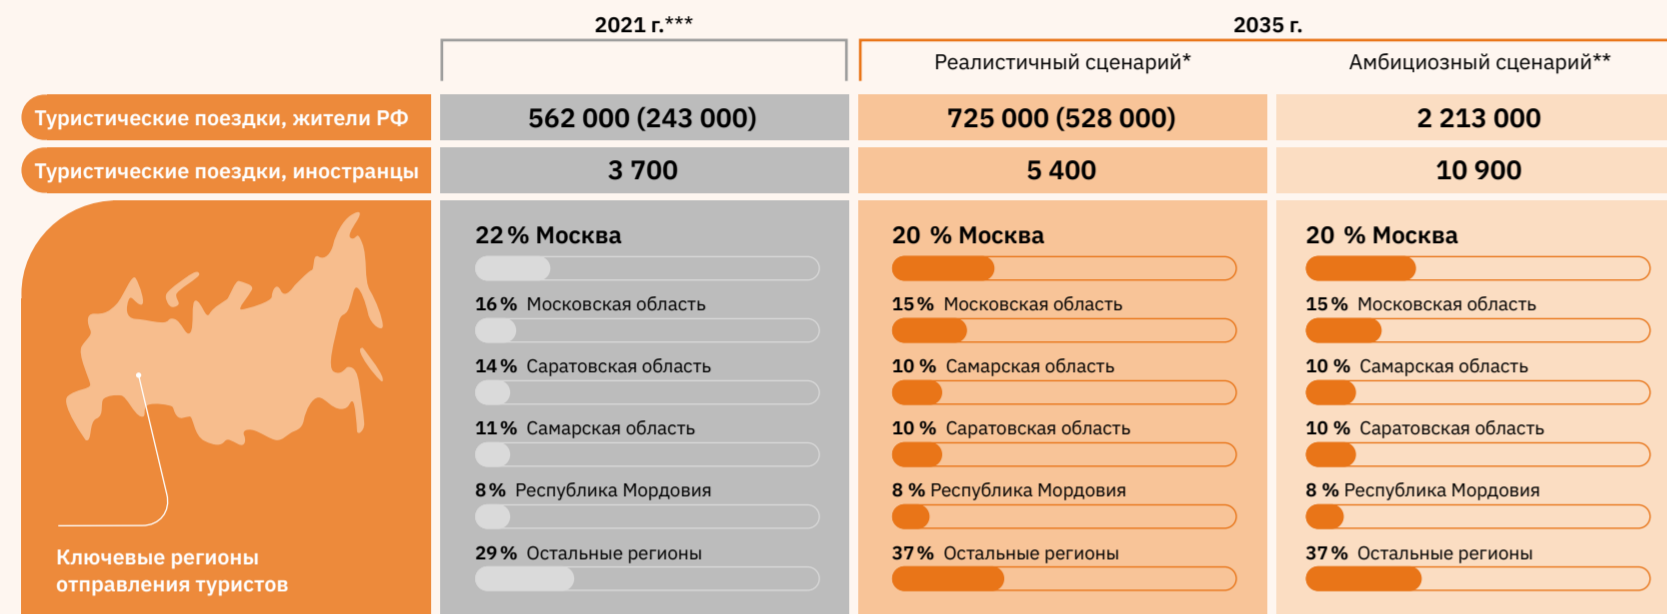 2021 г.***
2035 г.
Реалистичный сценарий*
Амбициозный сценарий**
Туристические поездки, жители РФ
562 000 (243 000)
725 000 (528 000)
2 213 000
Туристические поездки, иностранцы
3 700
5 400
10 900
Ключевые регионы
отправления туристов
22 % Москва
16 % Московская область
14 % Саратовская область
11 % Самарская область
8 % Республика Мордовия
29 % Остальные регионы
20 % Москва
15 % Московская область
10 % Самарская область
10 % Саратовская область
8 % Республика Мордовия
37 % Остальные регионы
20 % Москва
15 % Московская область
10 % Самарская область
10 % Саратовская область
8 % Республика Мордовия
37 % Остальные регионы